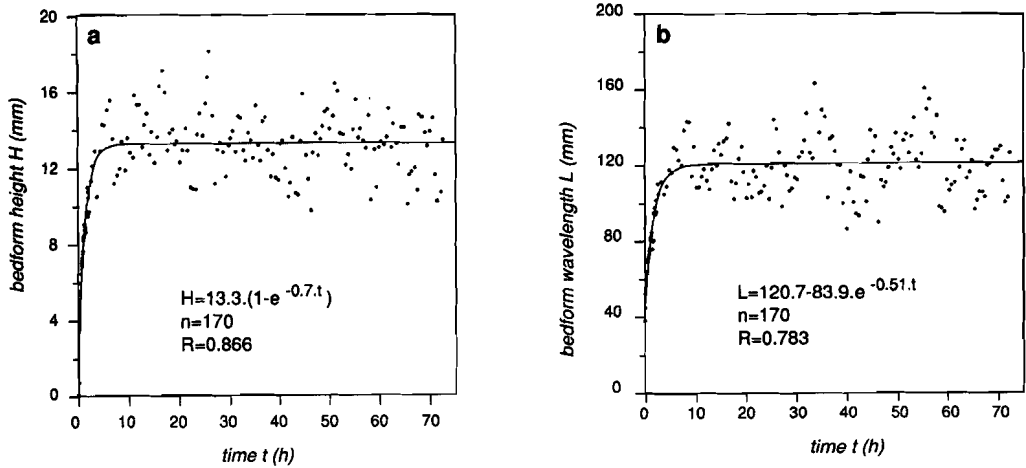 a
20
16
12
8
4
0
bedform height H (mm)
H=13.3.(1-e -0.7.t)
n=170
R=0.866
0 10 20 30 40 50 60 70
time t (h)
b
200
160
120
80
40
0
bedform wavelength L (mm)
L=120.7-83.9.e -0.51.t
n=170
R=0.783
0 10 20 30 40 50 60 70
time t (h)